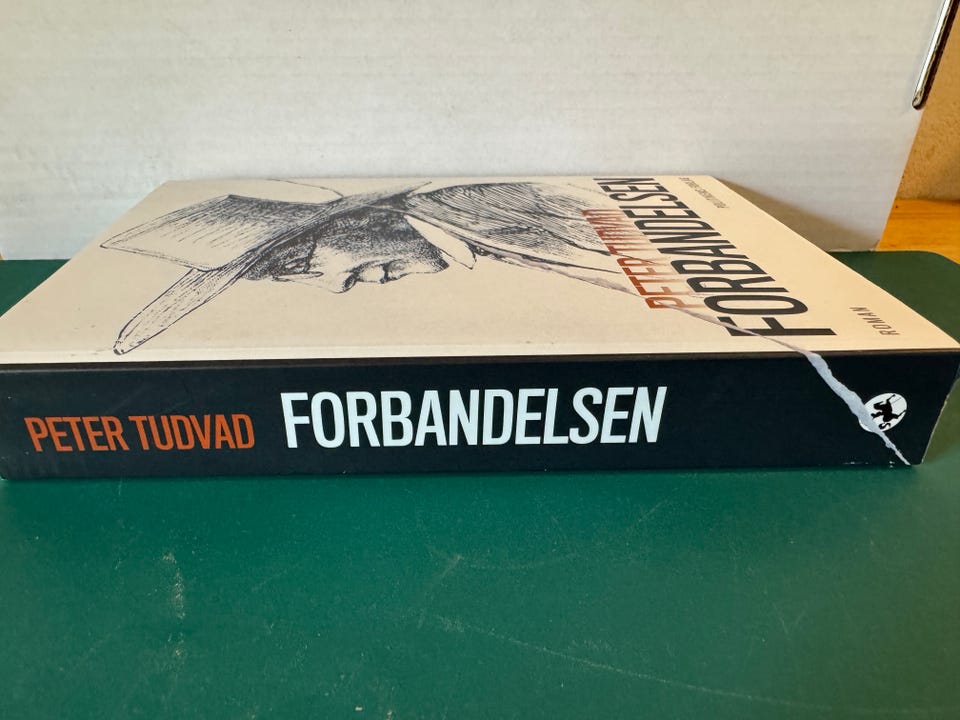 PETER TUDVAD
FORBANDELSEN
ROMAN
PETER TUDVAD
FORBANDELSEN